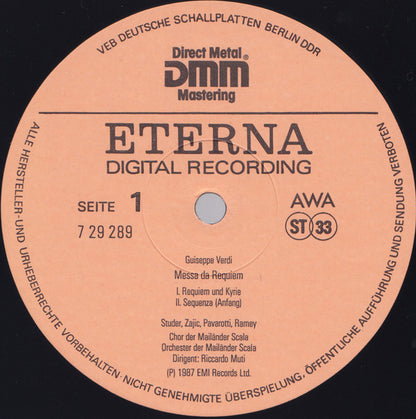 VEB DEUTSCHE SCHALLPLATTEN BERLIN DDR
Direct Metal
DMM®
Mastering
ETERNA
DIGITAL RECORDING
SEITE 1
AWA
7 29 289
ST 33
Guiseppe Verdi
Messa da Requiem
I. Requiem und Kyrie
II. Sequenza (Anfang)
Studer, Zajic, Pavarotti, Ramey
Chor der Mailänder Scala
Orchester der Mailänder Scala
Dirigent: Riccardo Muti
(P) 1987 EMI Records Ltd.
ALLE HERSTELLER- UND URHEBERRECHTE VORBEHALTEN · NICHT GENEHMIGTE ÜBERSPIELUNG, ÖFFENTLICHE AUFFÜHRUNG UND SENDUNG VERBOTEN